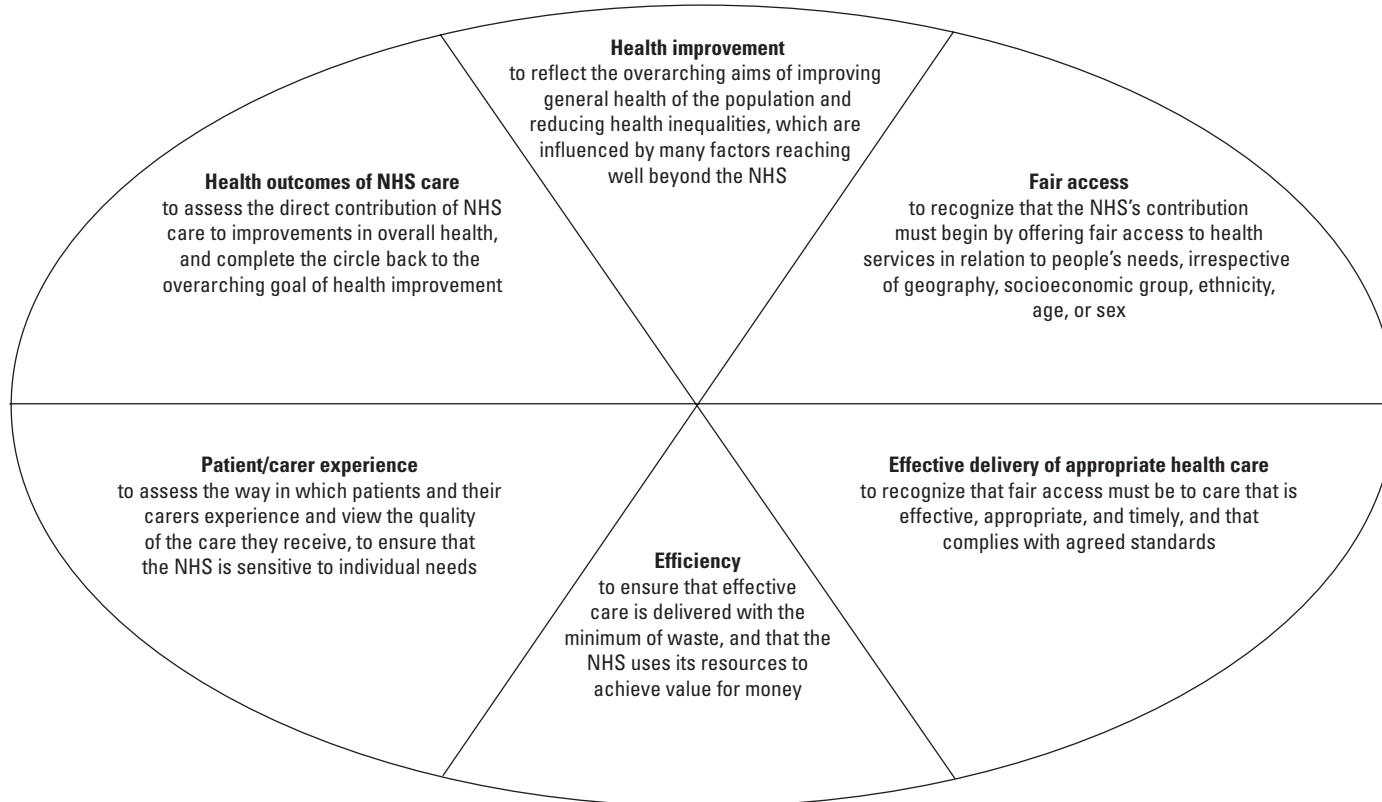 Health improvement
to reflect the overarching aims of improving
general health of the population and
reducing health inequalities, which are
influenced by many factors reaching
well beyond the NHS
Fair access
to recognize that the NHS’s contribution
must begin by offering fair access to health
services in relation to people’s needs, irrespective
of geography, socioeconomic group, ethnicity,
age, or sex
Effective delivery of appropriate health care
to recognize that fair access must be to care that is
effective, appropriate, and timely, and that
complies with agreed standards
Efficiency
to ensure that effective
care is delivered with the
minimum of waste, and that the
NHS uses its resources to
achieve value for money
Patient/carer experience
to assess the way in which patients and their
carers experience and view the quality
of the care they receive, to ensure that
the NHS is sensitive to individual needs
Health outcomes of NHS care
to assess the direct contribution of NHS
care to improvements in overall health,
and complete the circle back to the
overarching goal of health improvement